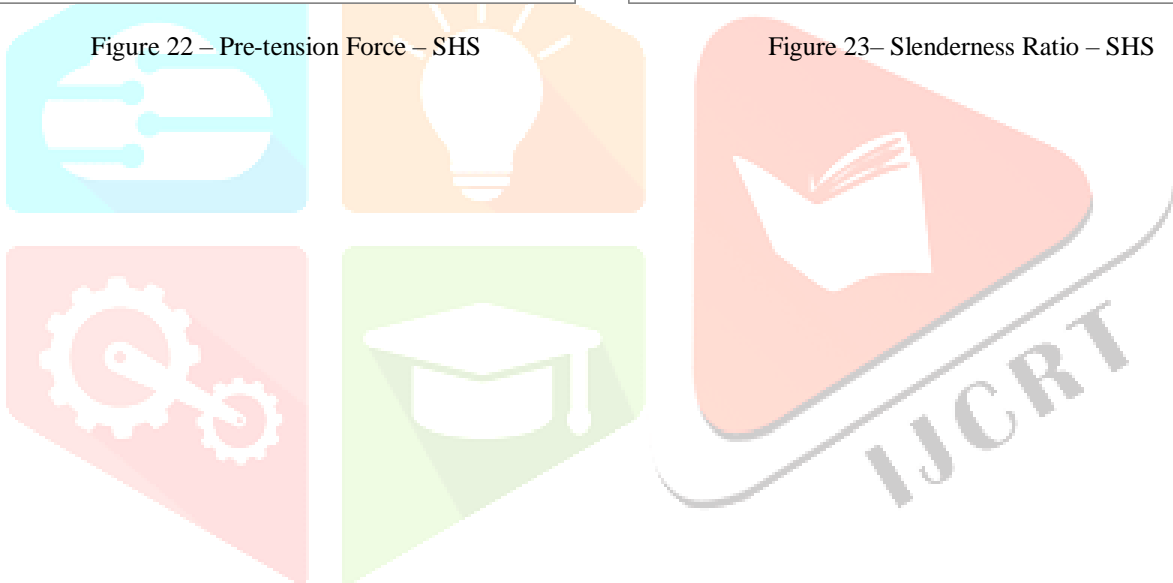 Figure 22 – Pre-tension Force – SHS
Figure 23– Slenderness Ratio – SHS
IJCRT